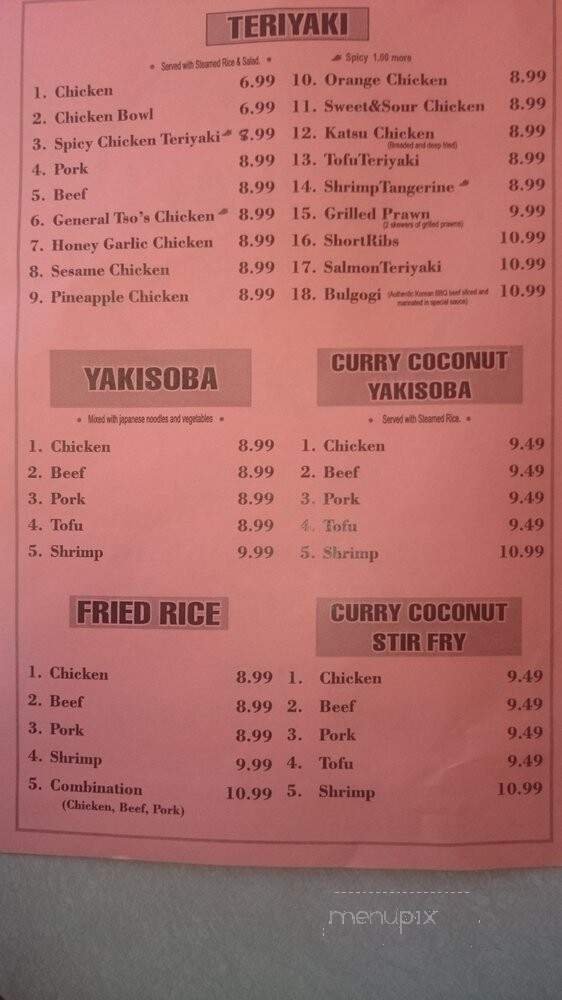 TERIYAKI
• Served with Steamed Rice & Salad. •
Spicy 1.00 more
1. Chicken 6.99
2. Chicken Bowl 6.99
3. Spicy Chicken Teriyaki 8.99
4. Pork 8.99
5. Beef 8.99
6. General Tso's Chicken 8.99
7. Honey Garlic Chicken 8.99
8. Sesame Chicken 8.99
9. Pineapple Chicken 8.99
10. Orange Chicken 8.99
11. Sweet&Sour Chicken 8.99
12. Katsu Chicken 8.99
(Breaded and deep fried)
13. TofuTeriyaki 8.99
14. ShrimpTangerine 8.99
15. Grilled Prawn 9.99
(2 skewers of grilled prawns)
16. ShortRibs 10.99
17. SalmonTeriyaki 10.99
18. Bulgogi (Authentic Korean BBQ beef sliced and 10.99
marinated in special sauce)
YAKISOBA
• Mixed with japanese noodles and vegetables •
1. Chicken 8.99
2. Beef 8.99
3. Pork 8.99
4. Tofu 8.99
5. Shrimp 9.99
CURRY COCONUT
YAKISOBA
• Served with Steamed Rice. •
1. Chicken 9.49
2. Beef 9.49
3. Pork 9.49
4. Tofu 9.49
5. Shrimp 10.99
FRIED RICE
1. Chicken 8.99
2. Beef 8.99
3. Pork 8.99
4. Shrimp 9.99
5. Combination 10.99
(Chicken, Beef, Pork)
CURRY COCONUT
STIR FRY
1. Chicken 9.49
2. Beef 9.49
3. Pork 9.49
4. Tofu 9.49
5. Shrimp 10.99
menupix